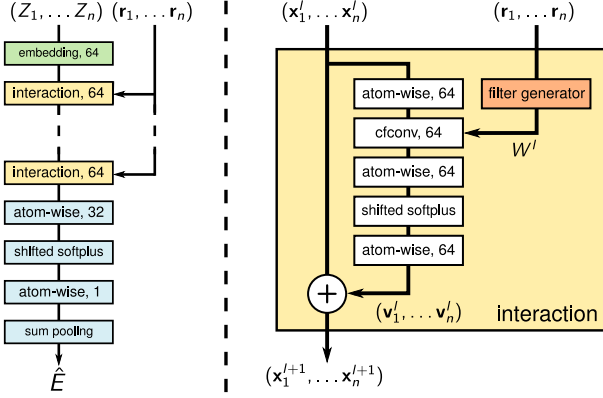 (Z₁, . . . Zₙ) (r₁, . . . rₙ)
embedding, 64
interaction, 64
interaction, 64
atom-wise, 32
shifted softplus
atom-wise, 1
sum pooling
Ê
(x₁ˡ, . . . xₙˡ)
(r₁, . . . rₙ)
atom-wise, 64
filter generator
cfconv, 64
Wˡ
atom-wise, 64
shifted softplus
atom-wise, 64
+
(v₁ˡ, . . . vₙˡ)
interaction
(x₁ˡ⁺¹, . . . xₙˡ⁺¹)